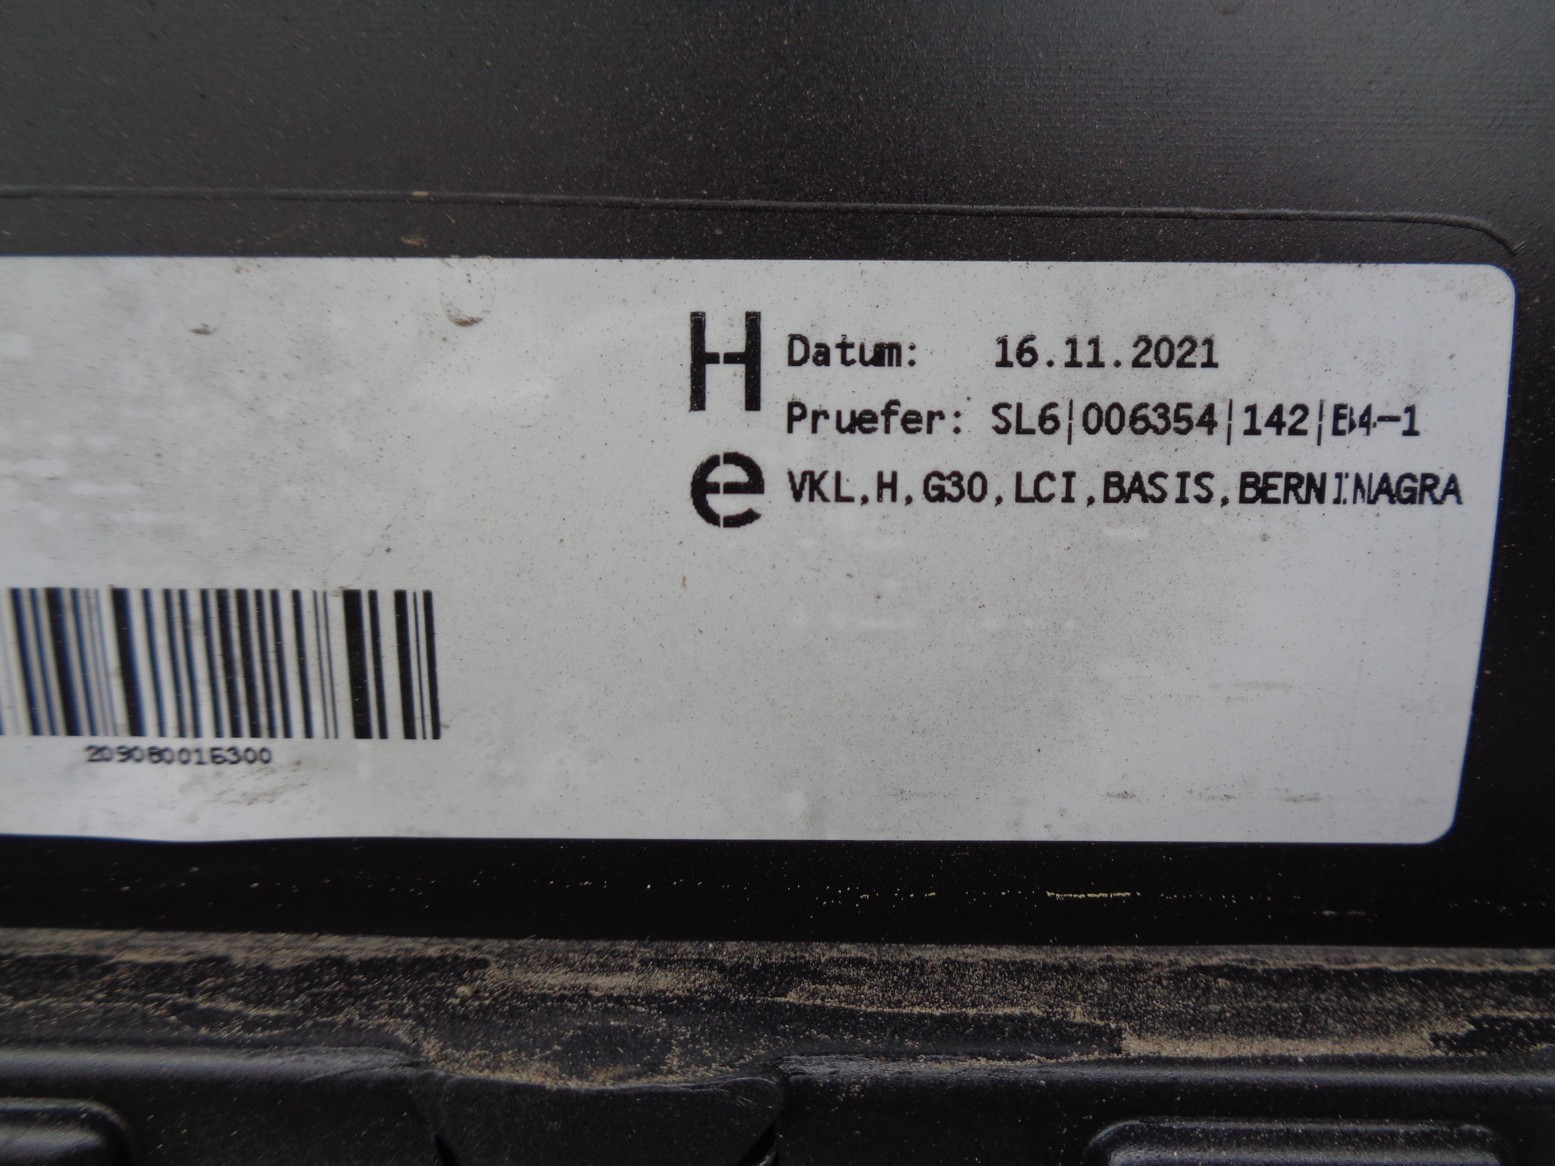 H Datum: 16.11.2021
Pruefer: SL6|006354|142|B4-1
e VKL,H,G30,LCI,BASIS,BERNINAGRA
209080016300